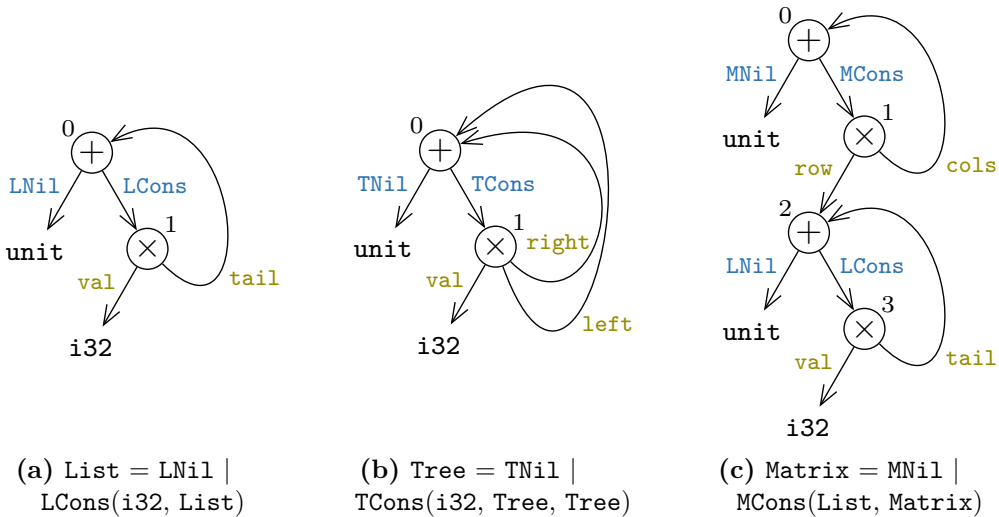 0
+
LNil LCons
1
unit
×
val
tail
i32
(a) List = LNil |
LCons(i32, List)
0
+
TNil TCons
1
unit
×
right
val
left
i32
(b) Tree = TNil |
TCons(i32, Tree, Tree)
0
+
MNil MCons
1
unit
×
row
cols
2
+
LNil LCons
3
unit
×
val
tail
i32
(c) Matrix = MNil |
MCons(List, Matrix)